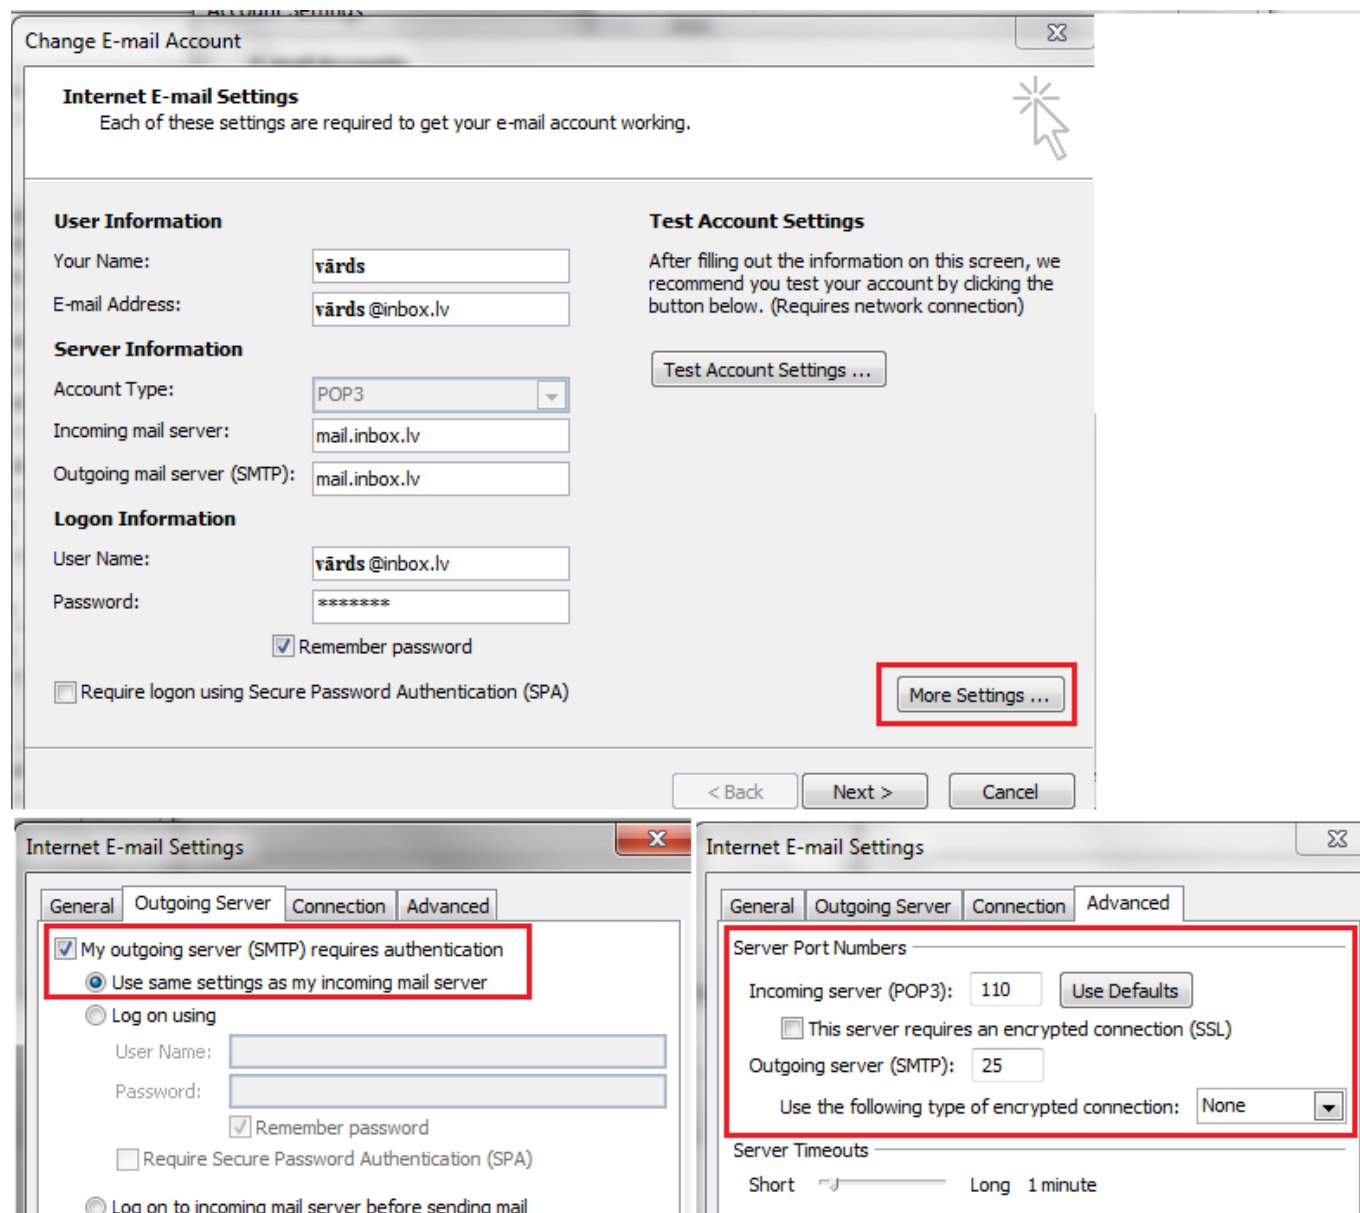 Account Settings
Change E-mail Account
Internet E-mail Settings
Each of these settings are required to get your e-mail account working.
User Information
Your Name: vārds
E-mail Address: vārds @inbox.lv
Server Information
Account Type: POP3
Incoming mail server: mail.inbox.lv
Outgoing mail server (SMTP): mail.inbox.lv
Logon Information
User Name: vārds @inbox.lv
Password: *******
Remember password
Require logon using Secure Password Authentication (SPA)
Test Account Settings
After filling out the information on this screen, we
recommend you test your account by clicking the
button below. (Requires network connection)
Test Account Settings ...
More Settings ...
< Back Next > Cancel
Internet E-mail Settings
General Outgoing Server Connection Advanced
My outgoing server (SMTP) requires authentication
Use same settings as my incoming mail server
Log on using
User Name:
Password:
Remember password
Require Secure Password Authentication (SPA)
Log on to incoming mail server before sending mail
Internet E-mail Settings
General Outgoing Server Connection Advanced
Server Port Numbers
Incoming server (POP3): 110 Use Defaults
This server requires an encrypted connection (SSL)
Outgoing server (SMTP): 25
Use the following type of encrypted connection: None
Server Timeouts
Short Long 1 minute